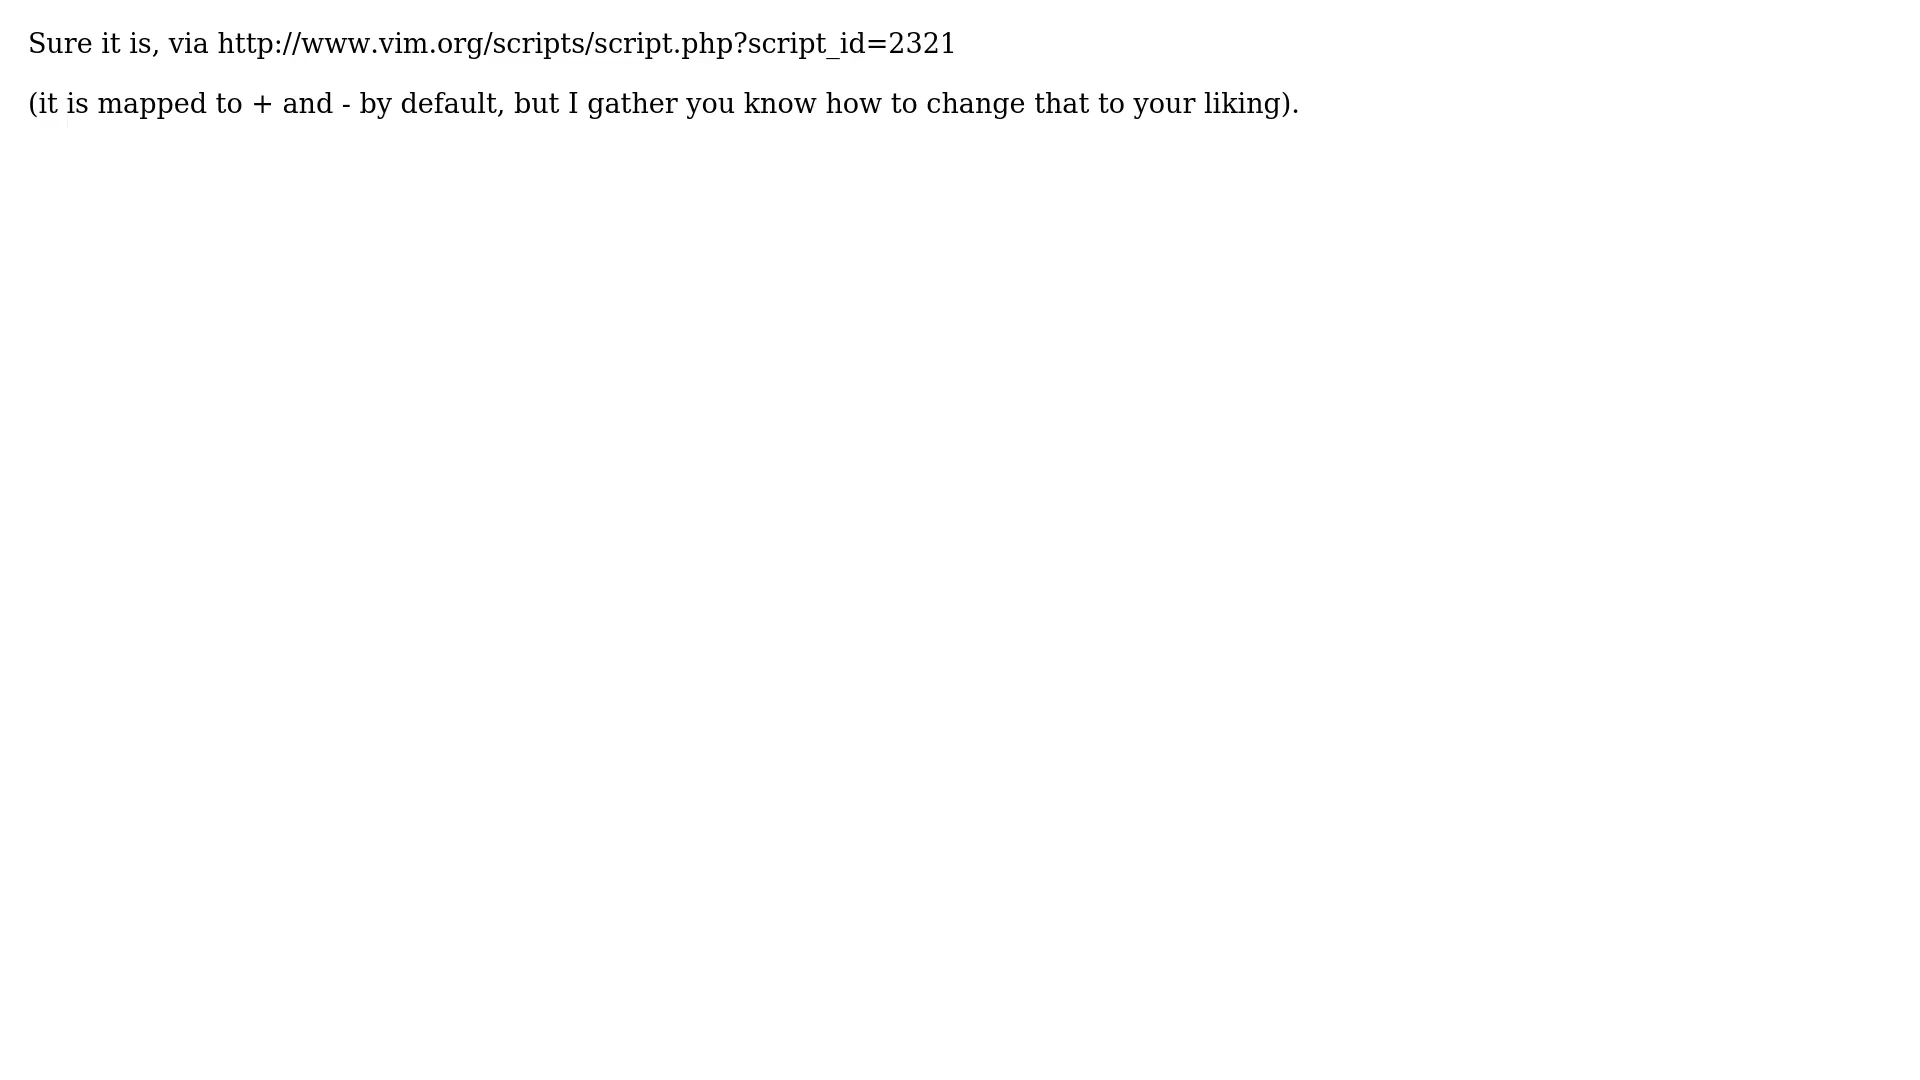 Sure it is, via http://www.vim.org/scripts/script.php?script_id=2321
(it is mapped to + and - by default, but I gather you know how to change that to your liking).